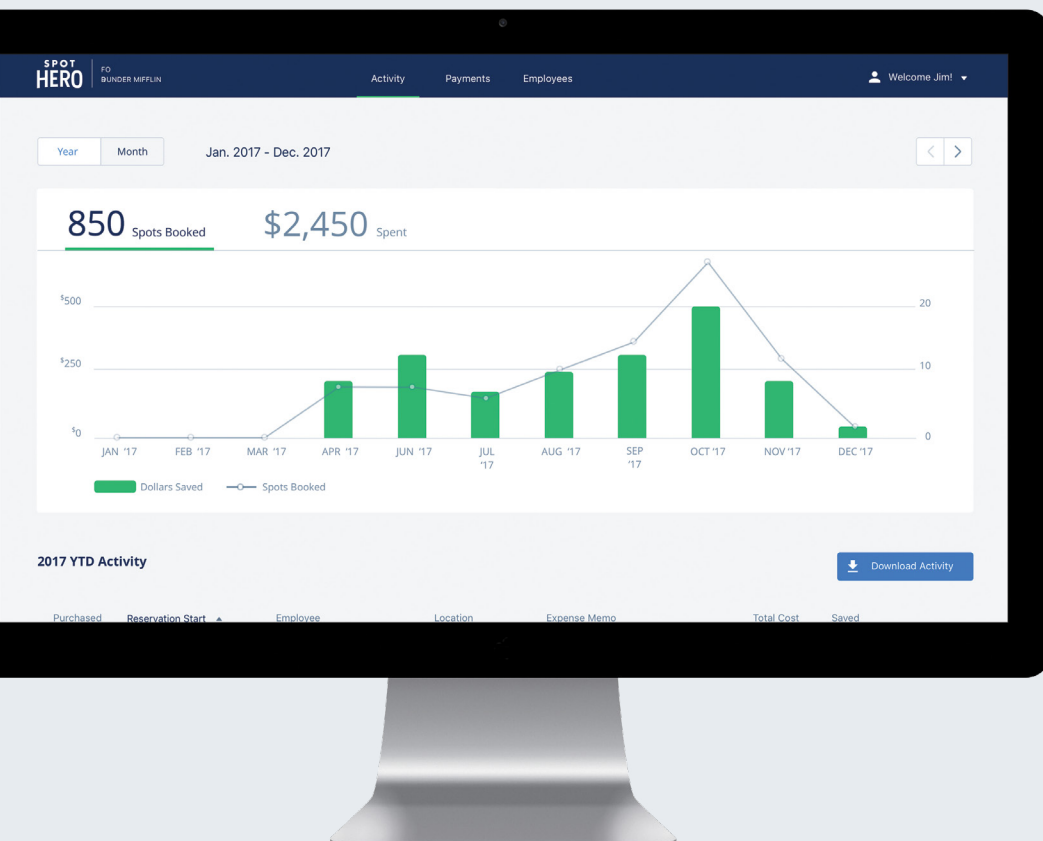 SPOT
HERO
FO
BUNDER MIFFLIN
Activity Payments Employees
Welcome Jim!
Year Month Jan. 2017 - Dec. 2017
850 Spots Booked $2,450 Spent
$500 20
$250 10
$0 0
JAN '17 FEB '17 MAR '17 APR '17 JUN '17 JUL '17 AUG '17 SEP '17 OCT '17 NOV '17 DEC '17
Dollars Saved Spots Booked
2017 YTD Activity Download Activity
Purchased Reservation Start Employee Location Expense Memo Total Cost Saved